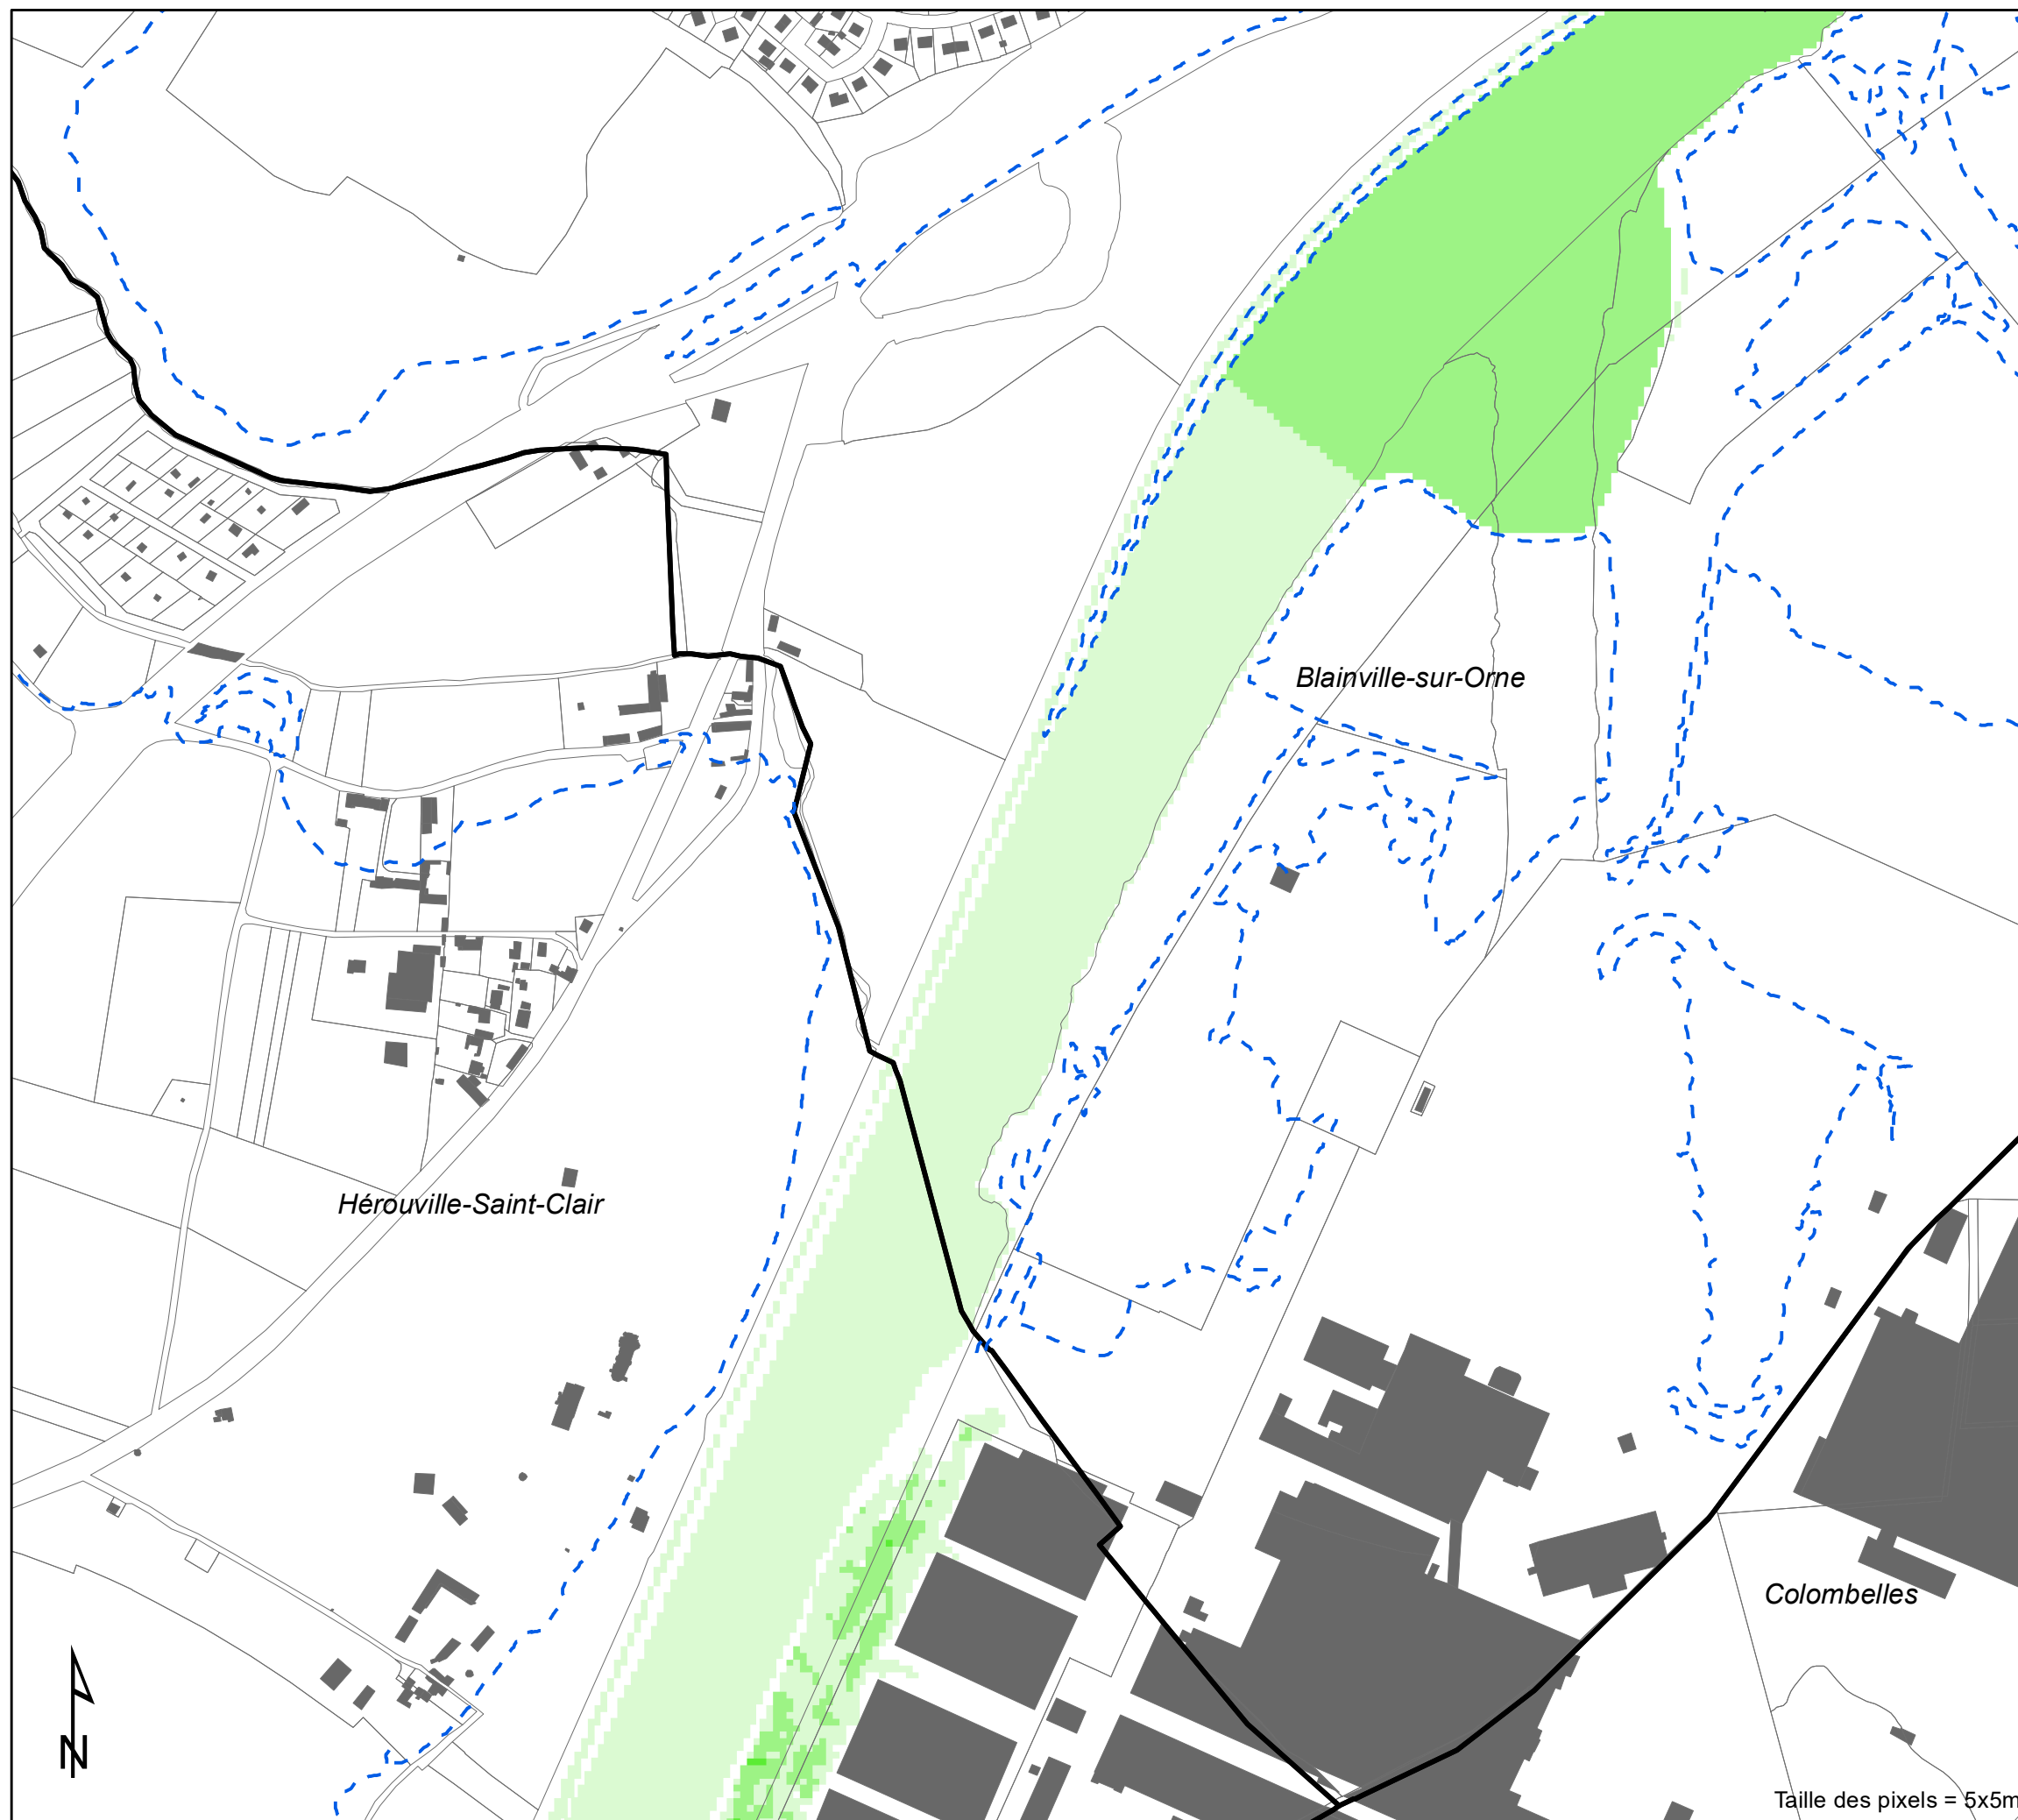 Blainville-sur-Orne
Hérouville-Saint-Clair
Colombelles
N
Taille des pixels = 5x5m